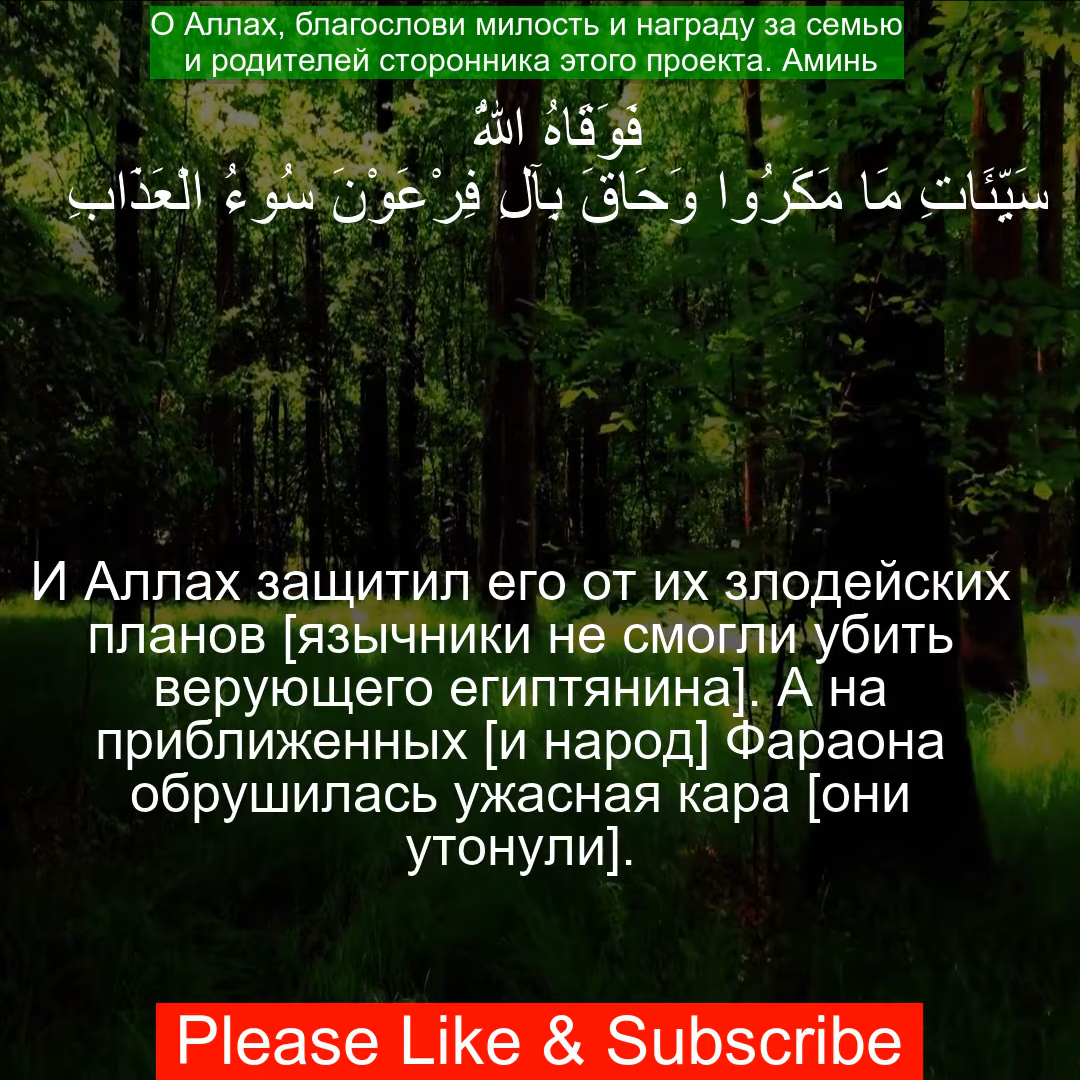 О Аллах, благослови милость и награду за семью
и родителей сторонника этого проекта. Аминь
فَوَقَاهُ اللَّهُ
سَيِّئَاتِ مَا مَكَرُوا وَحَاقَ بِآلِ فِرْعَوْنَ سُوءُ الْعَذَابِ
И Аллах защитил его от их злодейских
планов [язычники не смогли убить
верующего египтянина]. А на
приближенных [и народ] Фараона
обрушилась ужасная кара [они
утонули].
Please Like & Subscribe